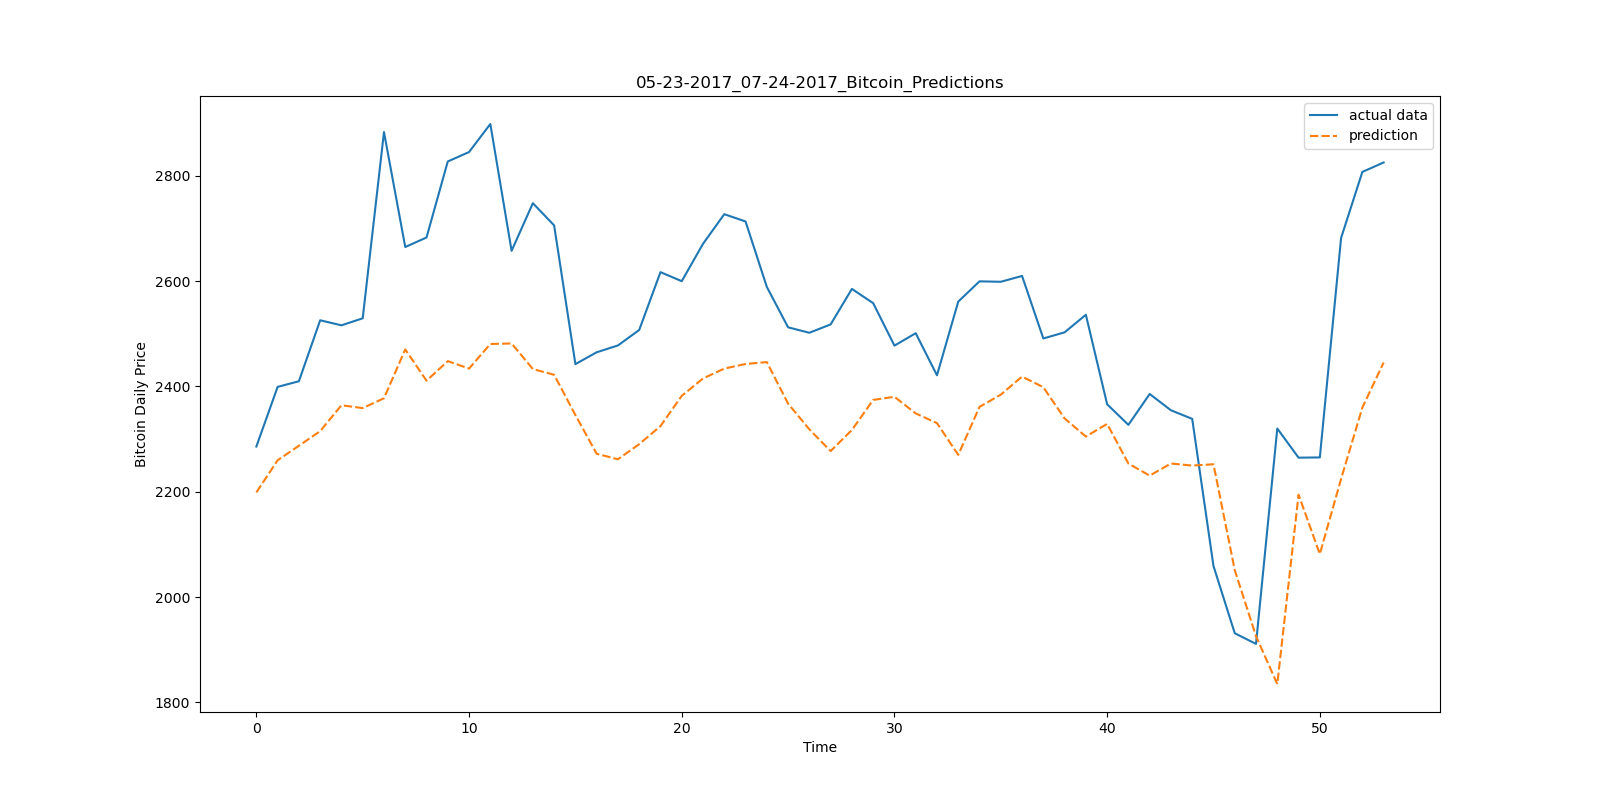 05-23-2017_07-24-2017_Bitcoin_Predictions
actual data
prediction
Bitcoin Daily Price
2800
2600
2400
2200
2000
1800
0 10 20 30 40 50
Time